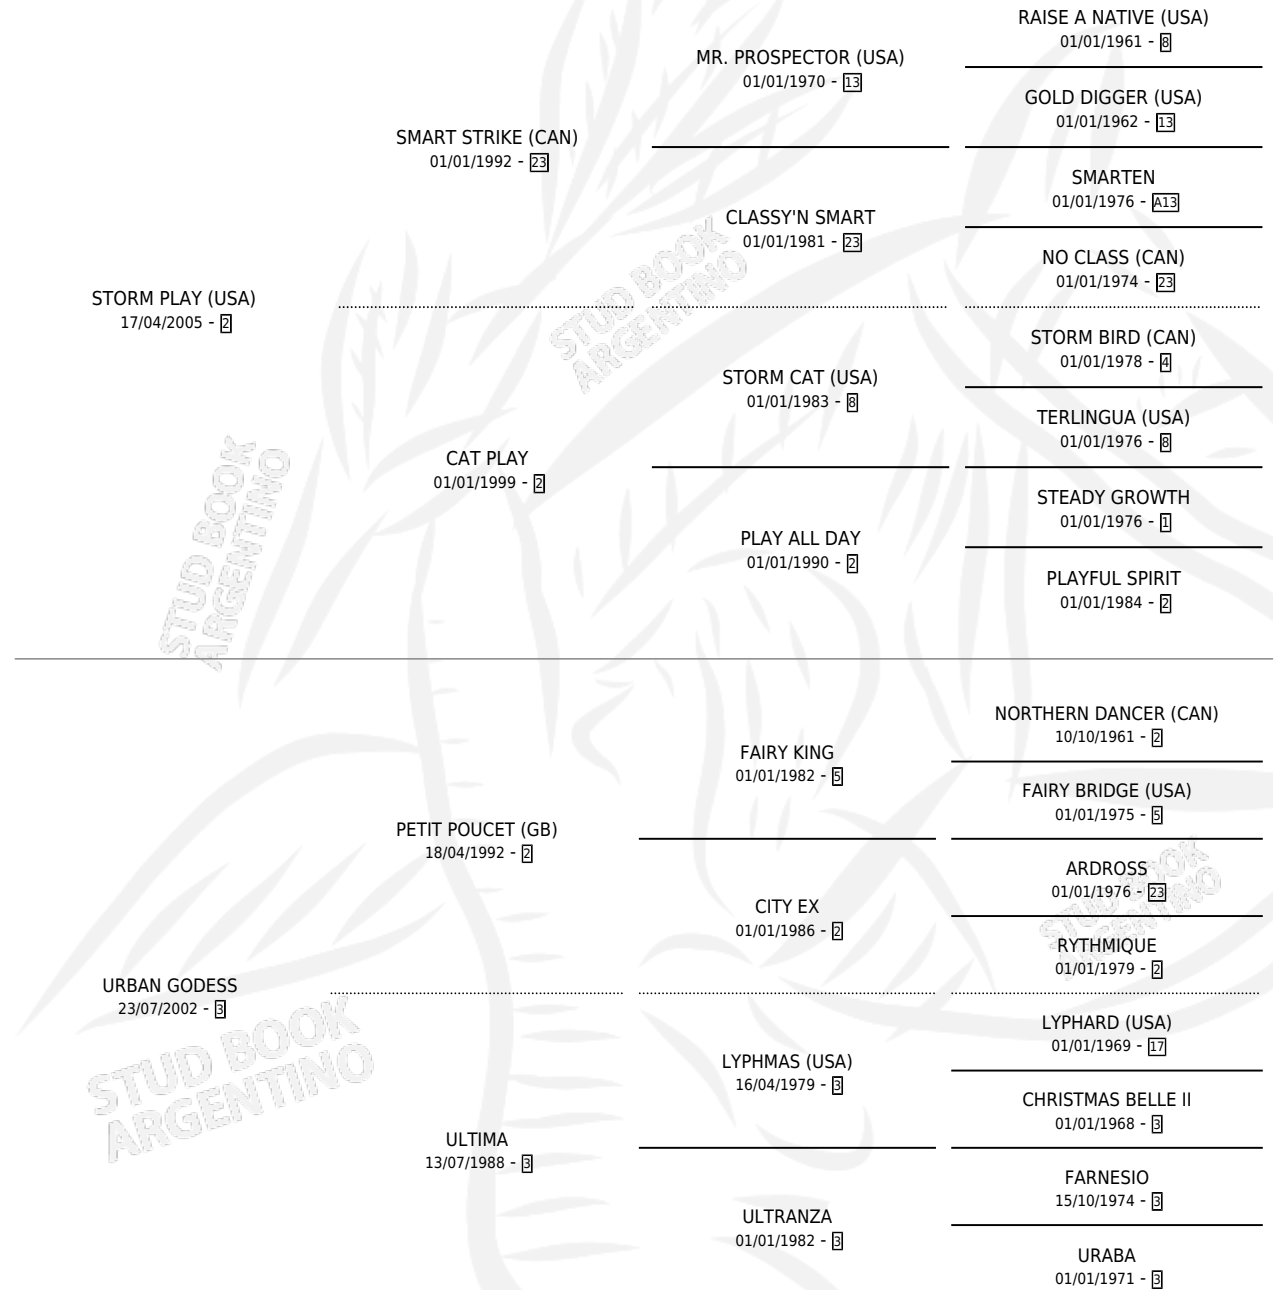 RAISE A NATIVE (USA)
01/01/1961 - 8
MR. PROSPECTOR (USA)
01/01/1970 - 13
GOLD DIGGER (USA)
01/01/1962 - 13
SMART STRIKE (CAN)
01/01/1992 - 23
SMARTEN
01/01/1976 - A13
CLASSY'N SMART
01/01/1981 - 23
NO CLASS (CAN)
01/01/1974 - 23
STORM PLAY (USA)
17/04/2005 - 2
STUD BOOK
ARGENTINO
STORM BIRD (CAN)
01/01/1978 - 4
STORM CAT (USA)
01/01/1983 - 8
TERLINGUA (USA)
01/01/1976 - 8
CAT PLAY
01/01/1999 - 2
STEADY GROWTH
01/01/1976 - 1
PLAY ALL DAY
01/01/1990 - 2
PLAYFUL SPIRIT
01/01/1984 - 2
STUD BOOK
ARGENTINO
NORTHERN DANCER (CAN)
10/10/1961 - 2
FAIRY KING
01/01/1982 - 5
FAIRY BRIDGE (USA)
01/01/1975 - 5
PETIT POUCET (GB)
18/04/1992 - 2
ARDROSS
01/01/1976 - 23
CITY EX
01/01/1986 - 2
RYTHMIQUE
01/01/1979 - 2
STUD BOOK
ARGENTINO
URBAN GODESS
23/07/2002 - 3
LYPHARD (USA)
01/01/1969 - 17
LYPHMAS (USA)
16/04/1979 - 3
CHRISTMAS BELLE II
01/01/1968 - 3
STUD BOOK
ARGENTINO
ULTIMA
13/07/1988 - 3
FARNESIO
15/10/1974 - 3
ULTRANZA
01/01/1982 - 3
URABA
01/01/1971 - 3